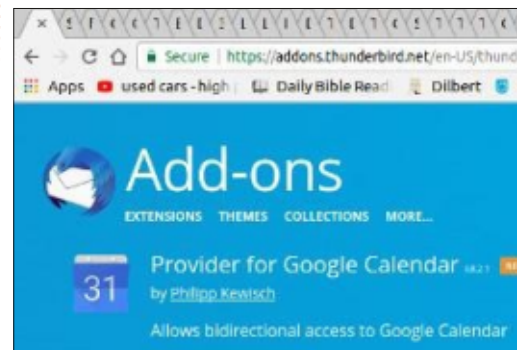 Secure https://addons.thunderbird.net/en-US/thund
Apps used cars - high Daily Bible Read Dilbert
Add-ons
EXTENSIONS THEMES COLLECTIONS MORE...
Provider for Google Calendar
31
by Philipp Kewisch
Allows bidirectional access to Google Calendar